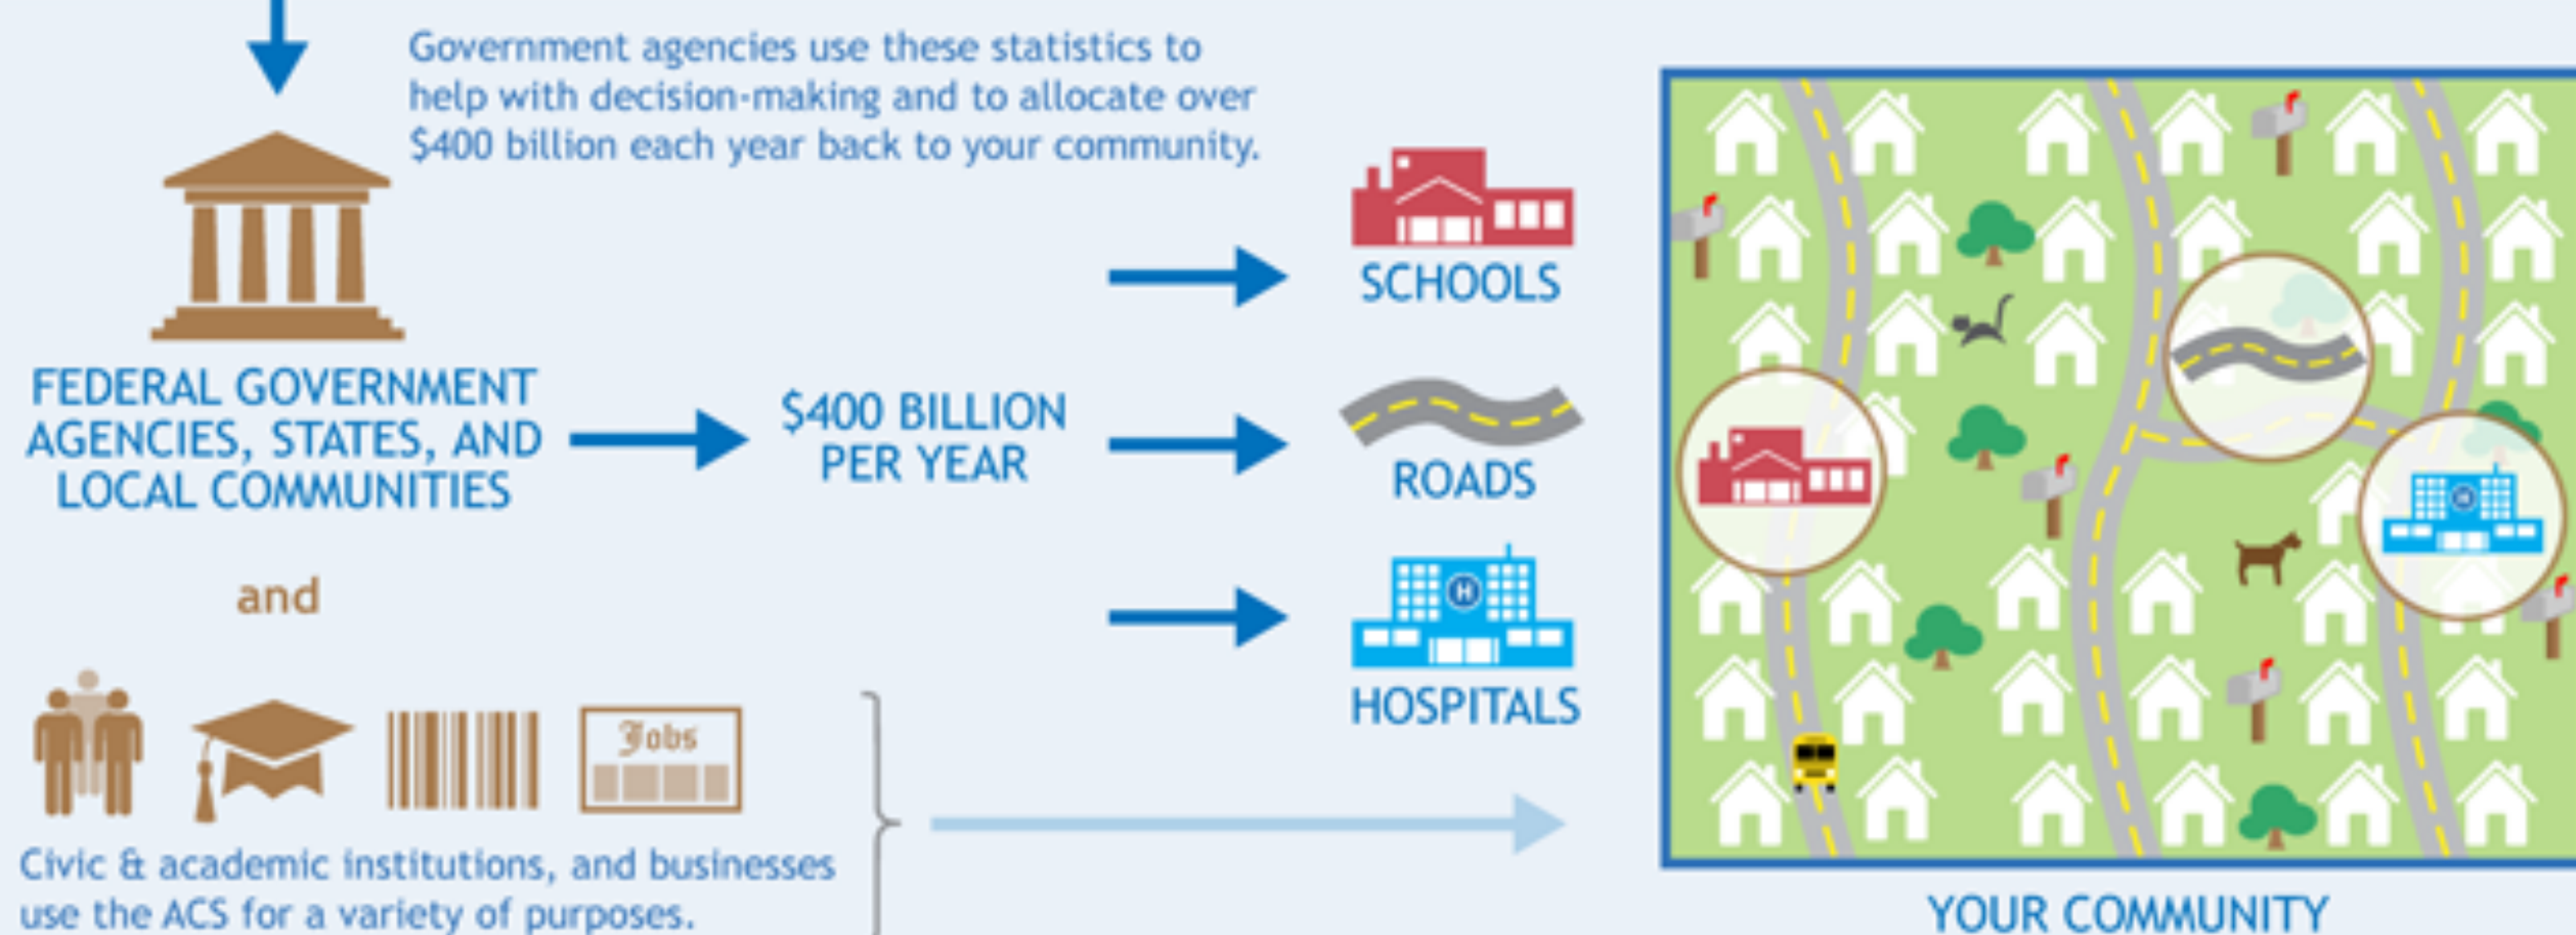 Government agencies use these statistics to
help with decision-making and to allocate over
$400 billion each year back to your community.
SCHOOLS
FEDERAL GOVERNMENT
AGENCIES, STATES, AND
LOCAL COMMUNITIES
$400 BILLION
PER YEAR
ROADS
and
H
HOSPITALS
H
Jobs
Civic & academic institutions, and businesses
use the ACS for a variety of purposes.
YOUR COMMUNITY